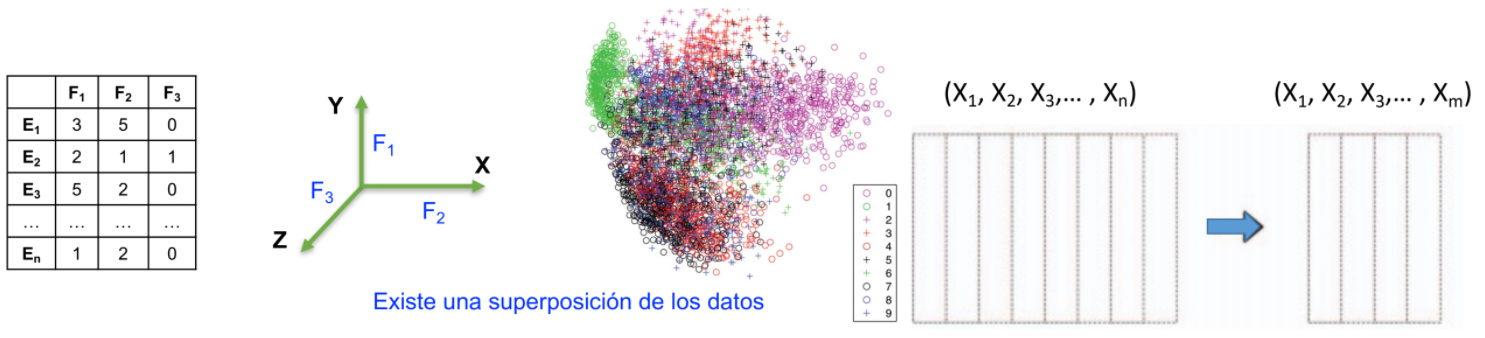 F1 F2 F3
E1 3 5 0
E2 2 1 1
E3 5 2 0
... ... ... ...
En 1 2 0
Y
F1
X
F3
F2
Z
Existe una superposición de los datos
0
1
2
3
4
5
6
7
8
9
(X1, X2, X3,... , Xn)
(X1, X2, X3,... , Xm)